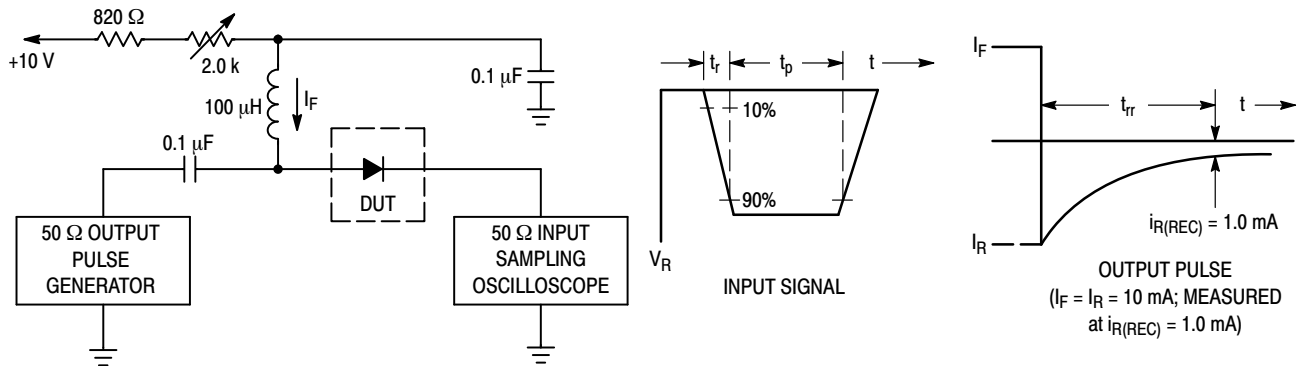 820 Ω
+10 V
2.0 k
100 μH
I_F
0.1 μF
0.1 μF
DUT
50 Ω OUTPUT
PULSE
GENERATOR
50 Ω INPUT
SAMPLING
OSCILLOSCOPE
t_r
t_p
t
10%
90%
V_R
INPUT SIGNAL
I_F
t_rr
t
I_R
i_R(REC) = 1.0 mA
OUTPUT PULSE
(I_F = I_R = 10 mA; MEASURED
at i_R(REC) = 1.0 mA)